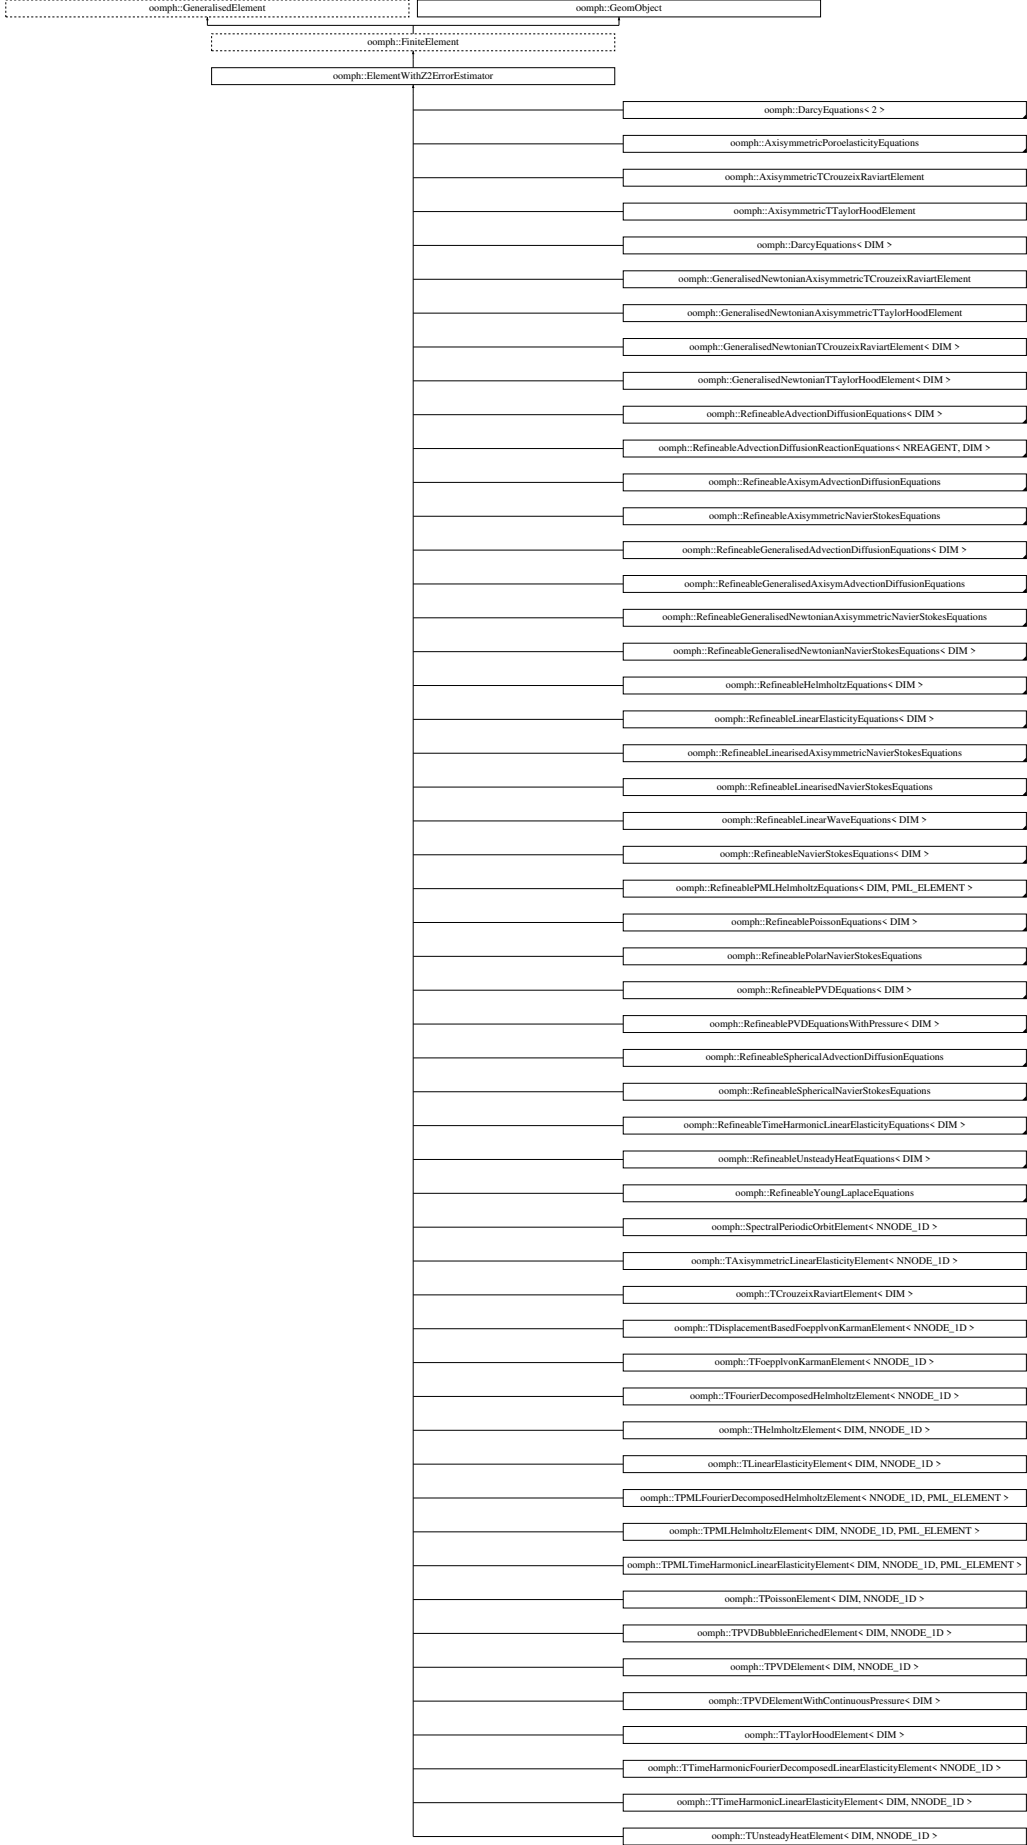 oomph::GeneralisedElement
oomph::GeomObject
oomph::FiniteElement
oomph::ElementWithZ2ErrorEstimator
oomph::DarcyEquations< 2 >
oomph::AxisymmetricPoroelasticityEquations
oomph::AxisymmetricTCrouzeixRaviartElement
oomph::AxisymmetricTTaylorHoodElement
oomph::DarcyEquations< DIM >
oomph::GeneralisedNewtonianAxisymmetricTCrouzeixRaviartElement
oomph::GeneralisedNewtonianAxisymmetricTTaylorHoodElement
oomph::GeneralisedNewtonianTCrouzeixRaviartElement< DIM >
oomph::GeneralisedNewtonianTTaylorHoodElement< DIM >
oomph::RefineableAdvectionDiffusionEquations< DIM >
oomph::RefineableAdvectionDiffusionReactionEquations< NREAGENT, DIM >
oomph::RefineableAxisymAdvectionDiffusionEquations
oomph::RefineableAxisymmetricNavierStokesEquations
oomph::RefineableGeneralisedAdvectionDiffusionEquations< DIM >
oomph::RefineableGeneralisedAxisymAdvectionDiffusionEquations
oomph::RefineableGeneralisedNewtonianAxisymmetricNavierStokesEquations
oomph::RefineableGeneralisedNewtonianNavierStokesEquations< DIM >
oomph::RefineableHelmholtzEquations< DIM >
oomph::RefineableLinearElasticityEquations< DIM >
oomph::RefineableLinearisedAxisymmetricNavierStokesEquations
oomph::RefineableLinearisedNavierStokesEquations
oomph::RefineableLinearWaveEquations< DIM >
oomph::RefineableNavierStokesEquations< DIM >
oomph::RefineablePMLHelmholtzEquations< DIM, PML_ELEMENT >
oomph::RefineablePoissonEquations< DIM >
oomph::RefineablePolarNavierStokesEquations
oomph::RefineablePVDEquations< DIM >
oomph::RefineablePVDEquationsWithPressure< DIM >
oomph::RefineableSphericalAdvectionDiffusionEquations
oomph::RefineableSphericalNavierStokesEquations
oomph::RefineableTimeHarmonicLinearElasticityEquations< DIM >
oomph::RefineableUnsteadyHeatEquations< DIM >
oomph::RefineableYoungLaplaceEquations
oomph::SpectralPeriodicOrbitElement< NNODE_1D >
oomph::TAxisymmetricLinearElasticityElement< NNODE_1D >
oomph::TCrouzeixRaviartElement< DIM >
oomph::TDisplacementBasedFoepplvonKarmanElement< NNODE_1D >
oomph::TFoepplvonKarmanElement< NNODE_1D >
oomph::TFourierDecomposedHelmholtzElement< NNODE_1D >
oomph::THelmholtzElement< DIM, NNODE_1D >
oomph::TLinearElasticityElement< DIM, NNODE_1D >
oomph::TPMLFourierDecomposedHelmholtzElement< NNODE_1D, PML_ELEMENT >
oomph::TPMLHelmholtzElement< DIM, NNODE_1D, PML_ELEMENT >
oomph::TPMLTimeHarmonicLinearElasticityElement< DIM, NNODE_1D, PML_ELEMENT >
oomph::TPoissonElement< DIM, NNODE_1D >
oomph::TPVDBubbleEnrichedElement< DIM, NNODE_1D >
oomph::TPVDElement< DIM, NNODE_1D >
oomph::TPVDElementWithContinuousPressure< DIM >
oomph::TTaylorHoodElement< DIM >
oomph::TTimeHarmonicFourierDecomposedLinearElasticityElement< NNODE_1D >
oomph::TTimeHarmonicLinearElasticityElement< DIM, NNODE_1D >
oomph::TUnsteadyHeatElement< DIM, NNODE_1D >